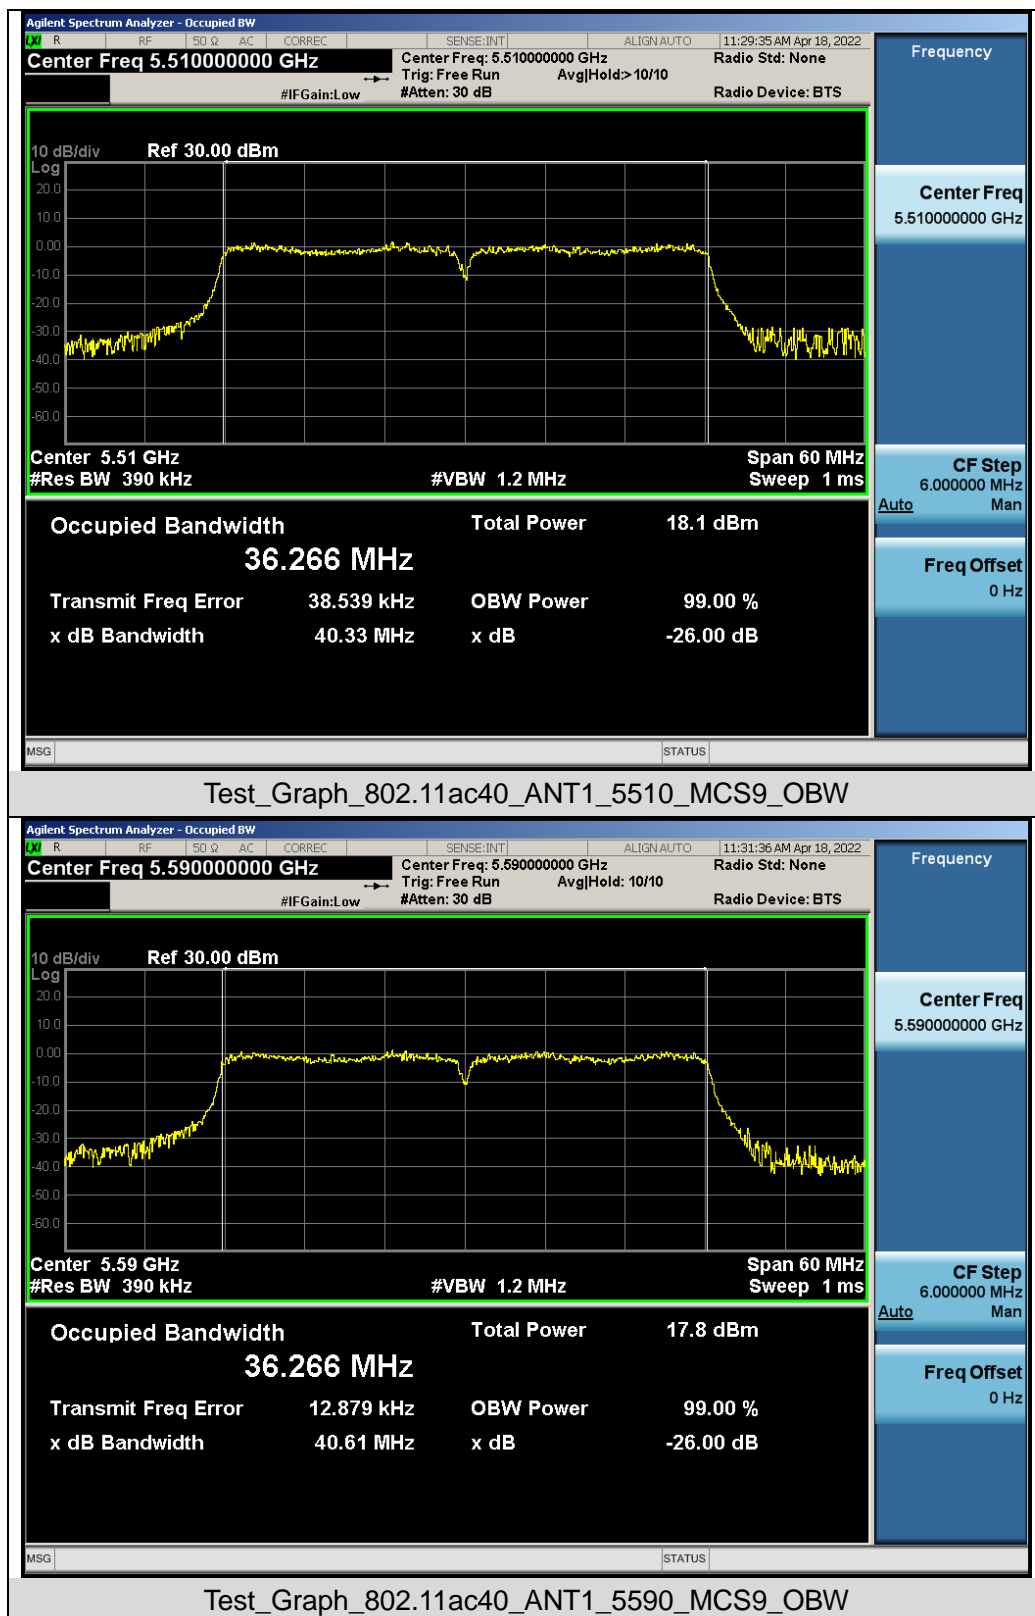 Agilent Spectrum Analyzer - Occupied BW
LXI R RF 50 Ω AC CORREC SENSE:INT ALIGN AUTO 11:29:35 AM Apr 18, 2022
Center Freq 5.510000000 GHz
Center Freq: 5.510000000 GHz
Radio Std: None
Trig: Free Run Avg|Hold:>10/10
#IFGain:Low #Atten: 30 dB Radio Device: BTS
Frequency
10 dB/div Ref 30.00 dBm
Log
20.0
10.0
0.00
-10.0
-20.0
-30.0
-40.0
-50.0
-60.0
Center Freq
5.510000000 GHz
Center 5.51 GHz Span 60 MHz
#Res BW 390 kHz #VBW 1.2 MHz Sweep 1 ms
CF Step
6.000000 MHz
Auto Man
Occupied Bandwidth Total Power 18.1 dBm
36.266 MHz
Freq Offset
0 Hz
Transmit Freq Error 38.539 kHz OBW Power 99.00 %
x dB Bandwidth 40.33 MHz x dB -26.00 dB
MSG STATUS
Test_Graph_802.11ac40_ANT1_5510_MCS9_OBW
Agilent Spectrum Analyzer - Occupied BW
LXI R RF 50 Ω AC CORREC SENSE:INT ALIGN AUTO 11:31:36 AM Apr 18, 2022
Center Freq 5.590000000 GHz
Center Freq: 5.590000000 GHz
Radio Std: None
Trig: Free Run Avg|Hold: 10/10
#IFGain:Low #Atten: 30 dB Radio Device: BTS
Frequency
10 dB/div Ref 30.00 dBm
Log
20.0
10.0
0.00
-10.0
-20.0
-30.0
-40.0
-50.0
-60.0
Center Freq
5.590000000 GHz
Center 5.59 GHz Span 60 MHz
#Res BW 390 kHz #VBW 1.2 MHz Sweep 1 ms
CF Step
6.000000 MHz
Auto Man
Occupied Bandwidth Total Power 17.8 dBm
36.266 MHz
Freq Offset
0 Hz
Transmit Freq Error 12.879 kHz OBW Power 99.00 %
x dB Bandwidth 40.61 MHz x dB -26.00 dB
MSG STATUS
Test_Graph_802.11ac40_ANT1_5590_MCS9_OBW